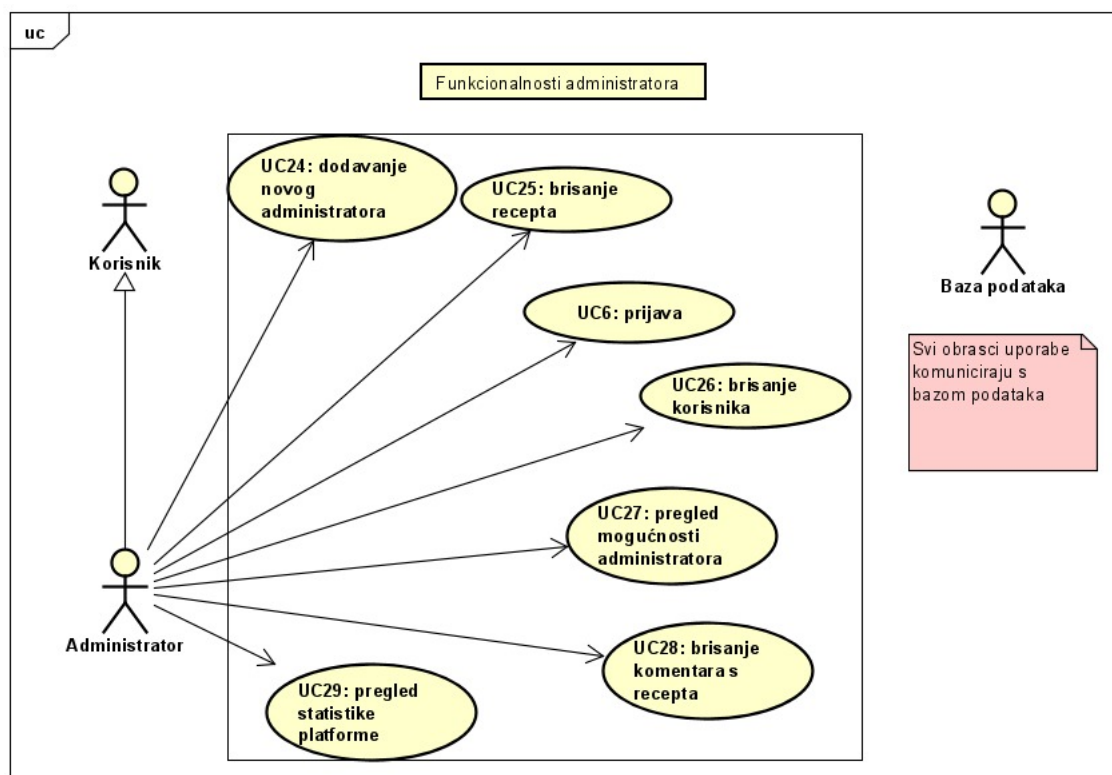 uc
Funkcionalnosti administratora
UC24: dodavanje
novog
administratora
UC25: brisanje
recepta
Korisnik
Baza podataka
UC6: prijava
Svi obrasci uporabe
komuniciraju s
bazom podataka
UC26: brisanje
korisnika
UC27: pregled
mogućnosti
administratora
Administrator
UC28: brisanje
komentara s
recepta
UC29: pregled
statistike
platforme